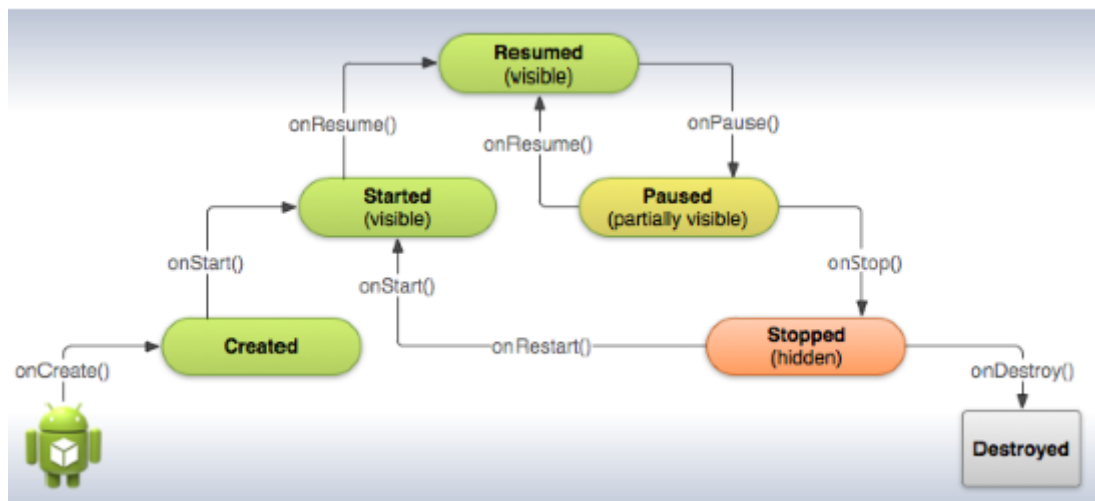 Resumed
(visible)
onResume()
onResume()
onPause()
Started
(visible)
Paused
(partially visible)
onStart()
onStart()
onStop()
Created
onRestart()
Stopped
(hidden)
onCreate()
onDestroy()
Destroyed